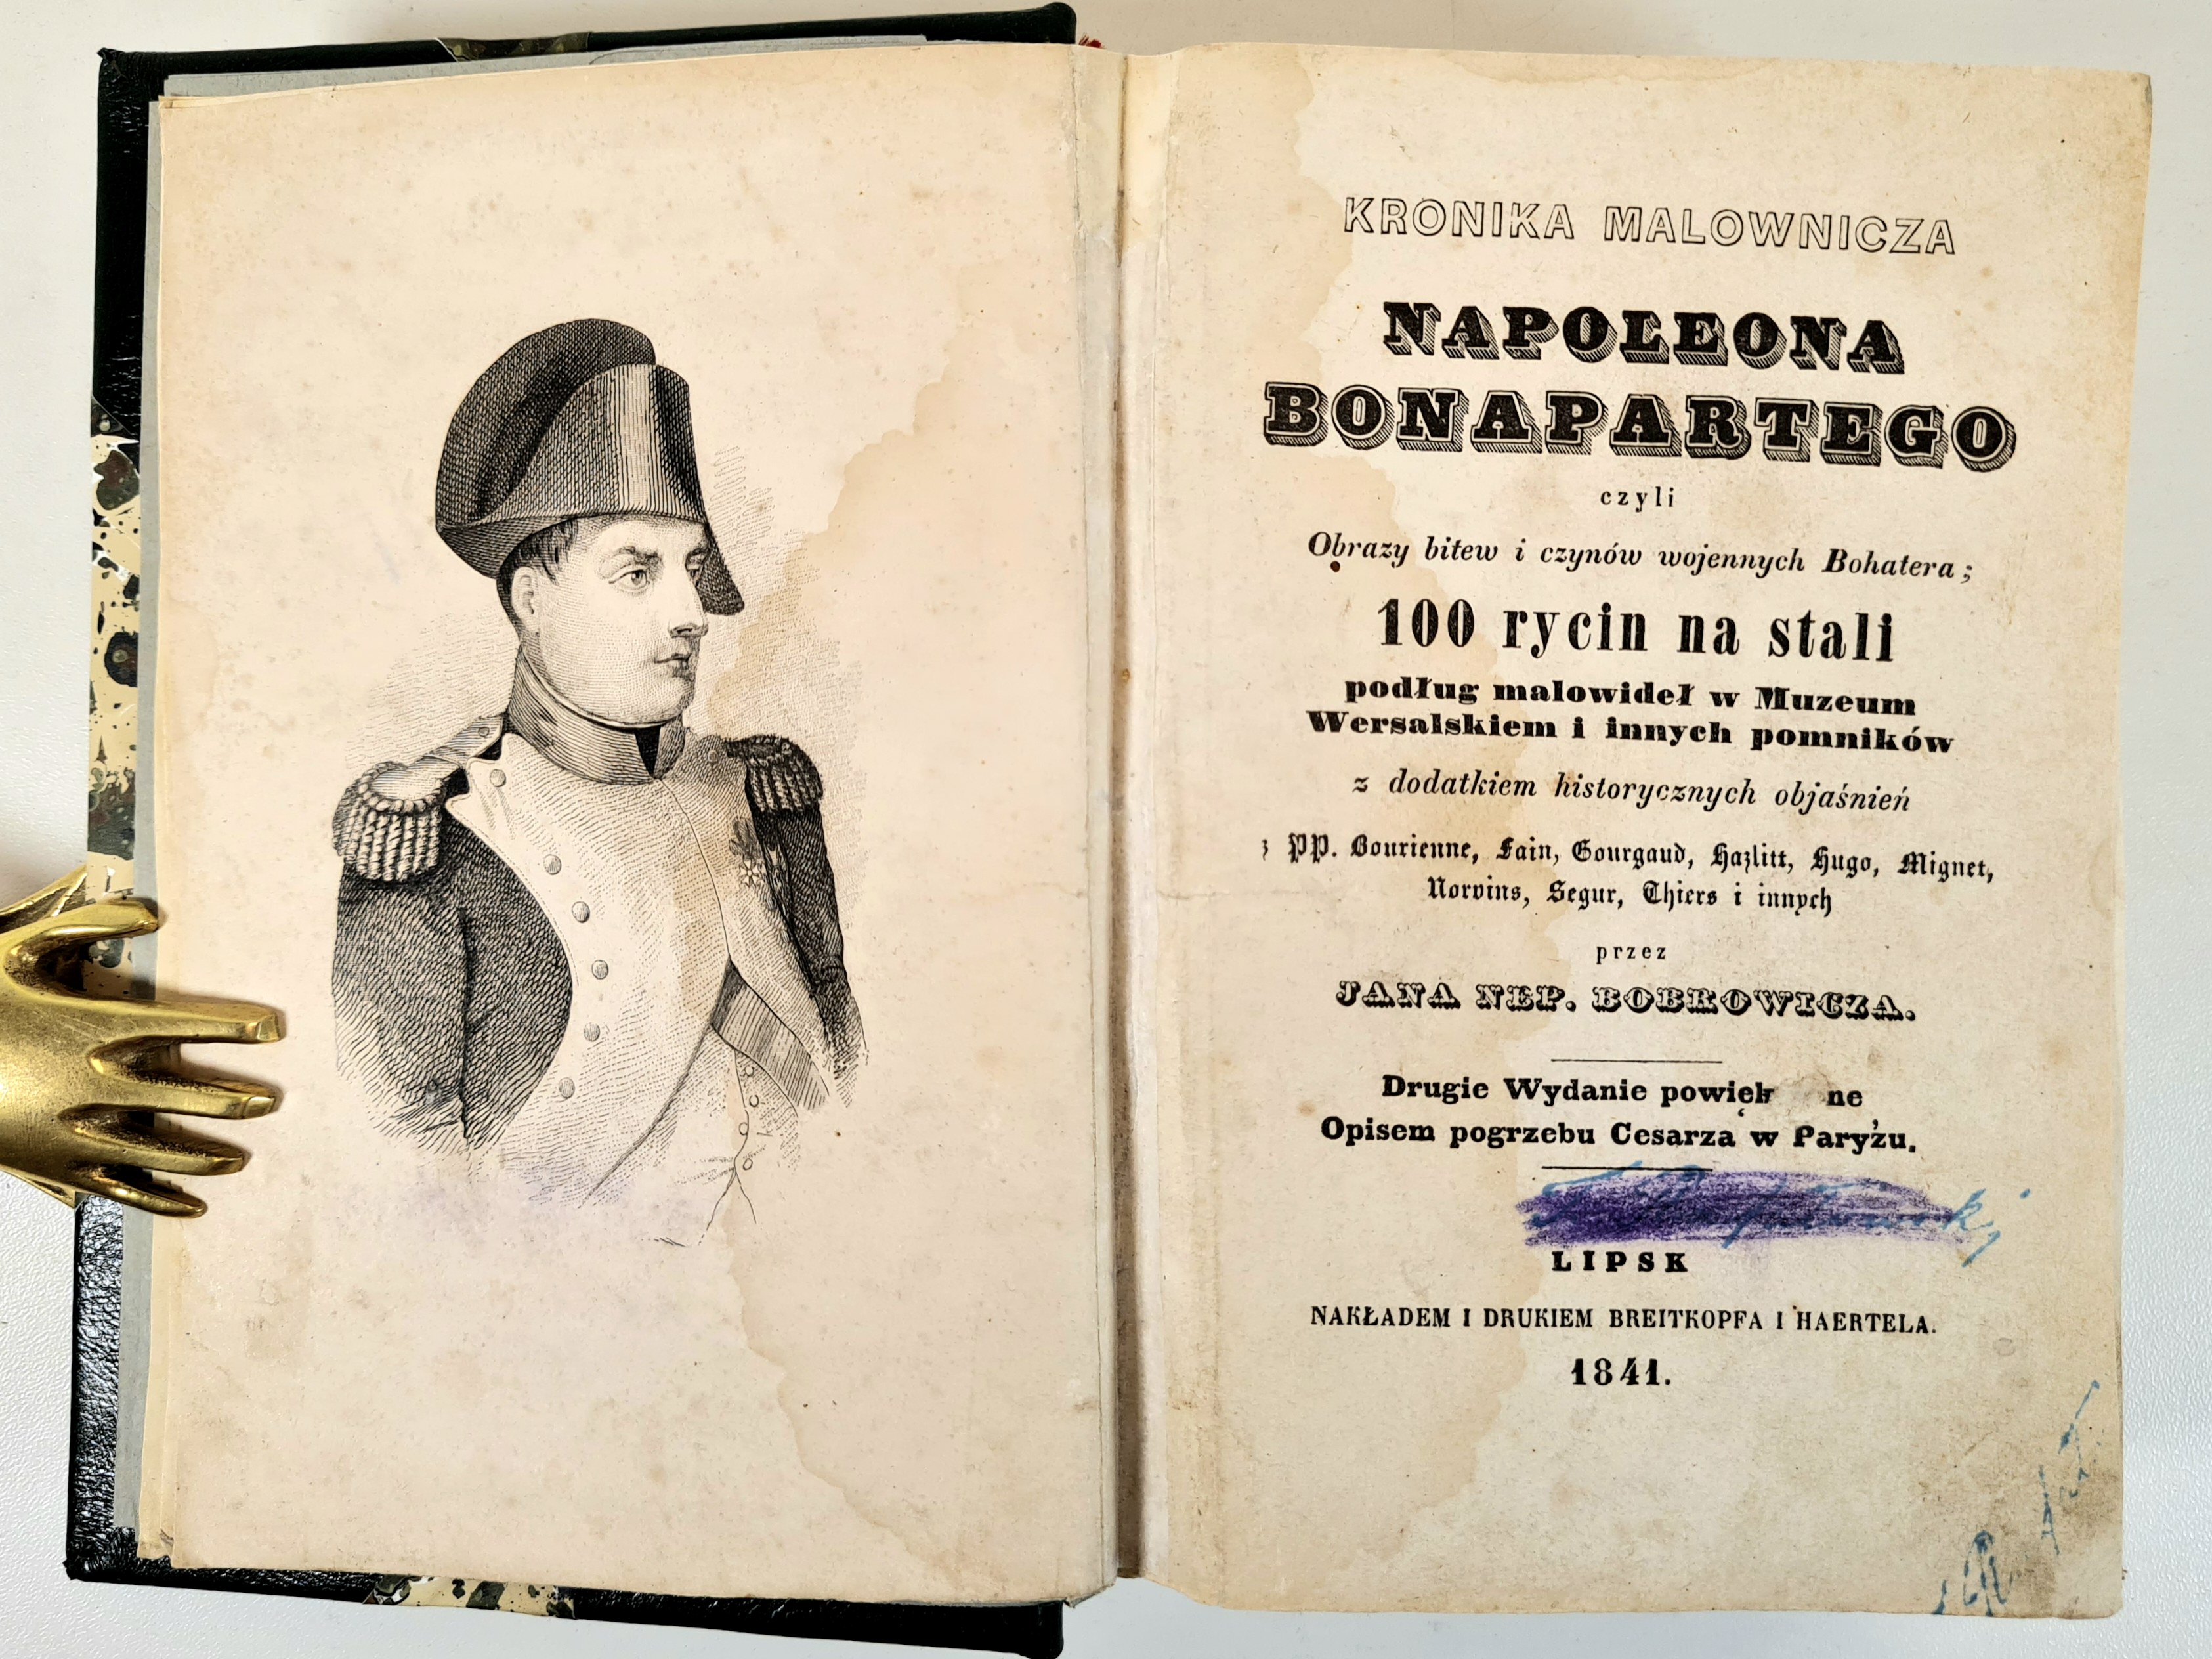 KRONIKA MALOWNICZA
NAPOLEONA
BONAPARTEGO
czyli
Obrazy bitew i czynów wojennych Bohatera;
100 rycin na stali
podług malowideł w Muzeum
Wersalskiem i innych pomników
z dodatkiem historycznych objaśnień
z PP. Bourienne, Fain, Gourgaud, Hazlitt, Hugo, Mignet,
Norvins, Segur, Thiers i innych
przez
JANA NEP. BOBROWICZA.
Drugie Wydanie
Opisem pogrzebu Cesarza w Paryżu.
LIPSK
NAKŁADEM I DRUKIEM BREITKOPFA I HAERTELA.
1841.